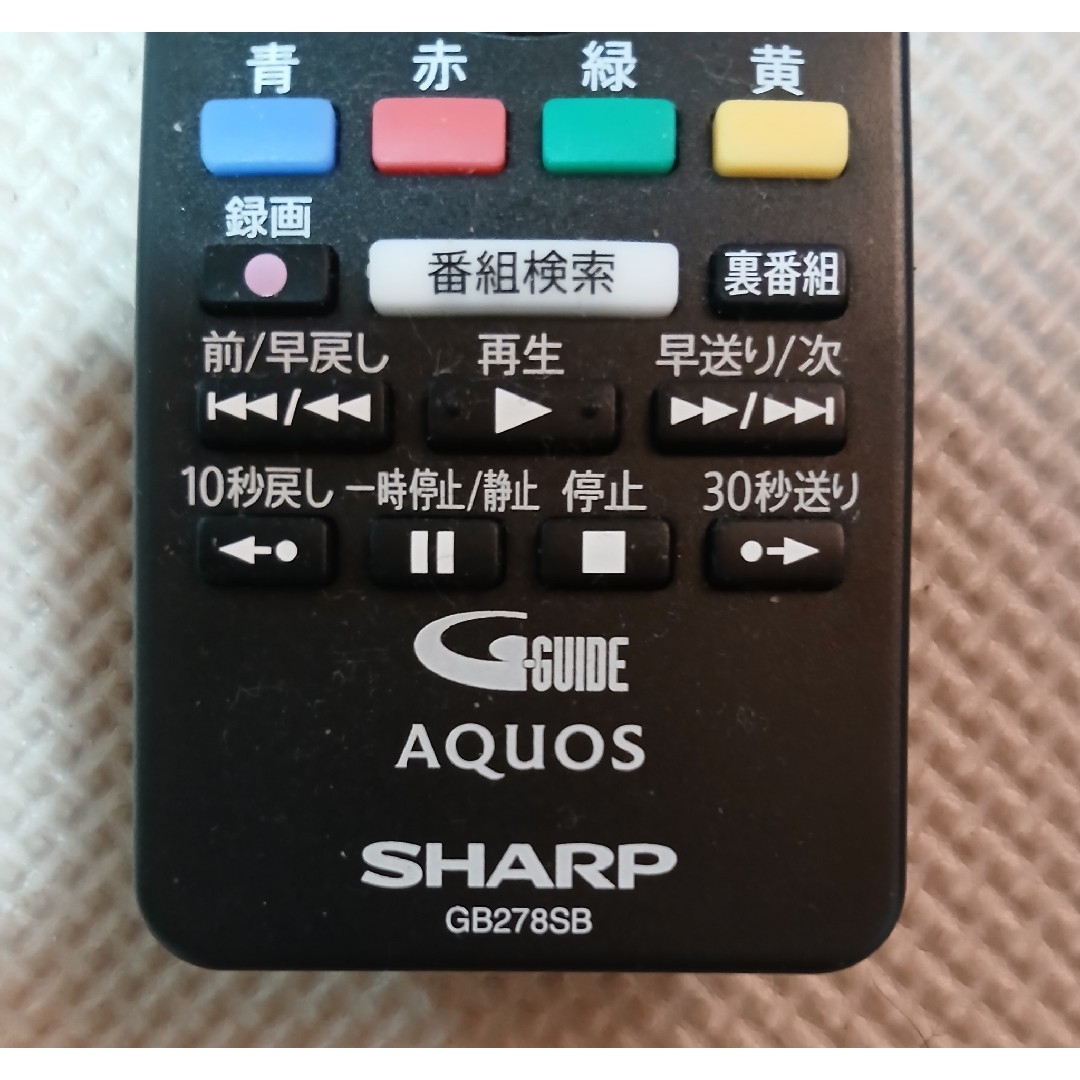 青 赤 緑 黄
録画
番組検索 裏番組
前/早戻し 再生 早送り/次
10秒戻し 一時停止/静止 停止 30秒送り
G-GUIDE
AQUOS
SHARP
GB278SB